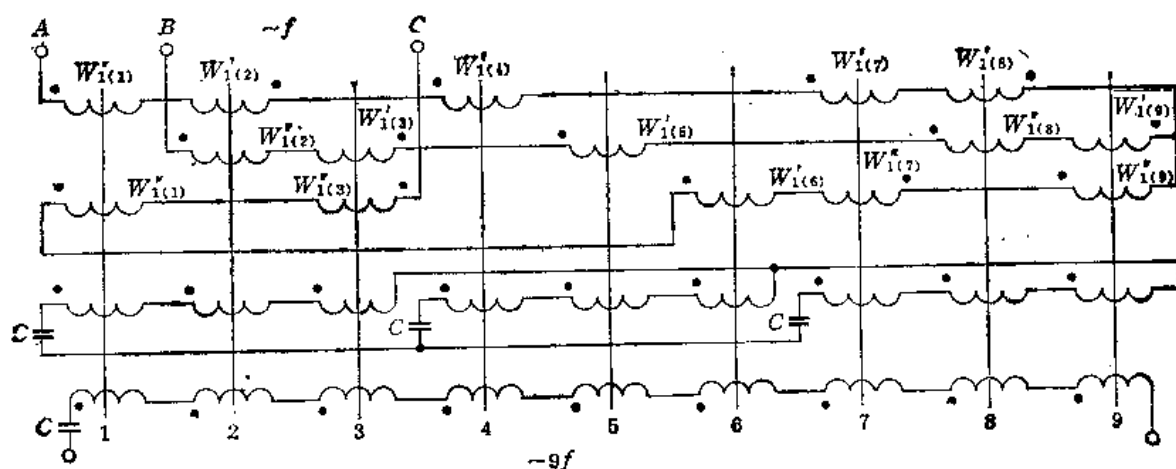 A B ~f C
W″1(1) W′1(2) W″1(4) W′1(7) W″1(8)
W″1(2) W′1(3) W′1(5) W″1(8) W′1(9)
W″1(1) W″1(3) W′1(6) W″1(7) W″1(9)
C C C
C 1 2 3 4 5 6 7 8 9
~9f